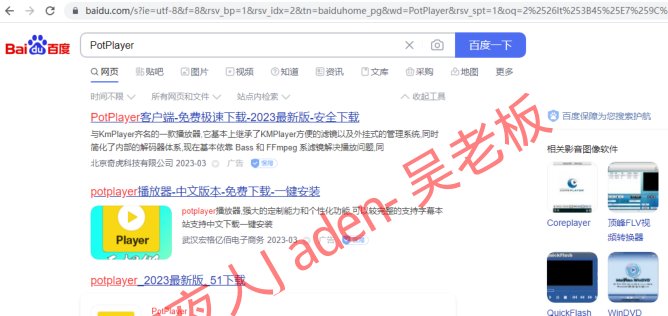 baidu.com/s?ie=utf-8&f=8&rsv_bp=1&rsv_idx=2&tn=baiduhome_pg&wd=PotPlayer&rsv_spt=1&oq=2%2526lt%253B45%25E7%259C%
Bai du 百度
PotPlayer
百度一下
网页 贴吧 图片 视频 知道 资讯 文库 采购 地图 更多
时间不限 所有网页和文件 站点内检索 收起工具
PotPlayer客户端-免费极速下载-2023最新版-安全下载
与KmPlayer齐名的一款播放器,它基本上继承了KMPlayer方便的滤镜以及外挂式的管理系统,同时
简化了内部的解码器体系,现在基本依靠 Bass 和 FFmpeg 系滤镜解决播放问题,同
北京奇虎科技有限公司 2023-03 广告 保障
potplayer播放器-中文版本-免费下载-一键安装
Player
potplayer播放器,强大的定制能力和个性化功能,可以较完整的支持字幕本
站支持中文下载一键安装
武汉宏格亿佰电子商务 2023-03 广告 保障
potplayer_2023最新版_51下载
PotPlayer
百度为您保障搜索护航
相关影音图像软件
Coreplayer
顶峰FLV视
频转换器
QuickFlash
QuickFlash
WinDVD
夜人Jaden-吴老板